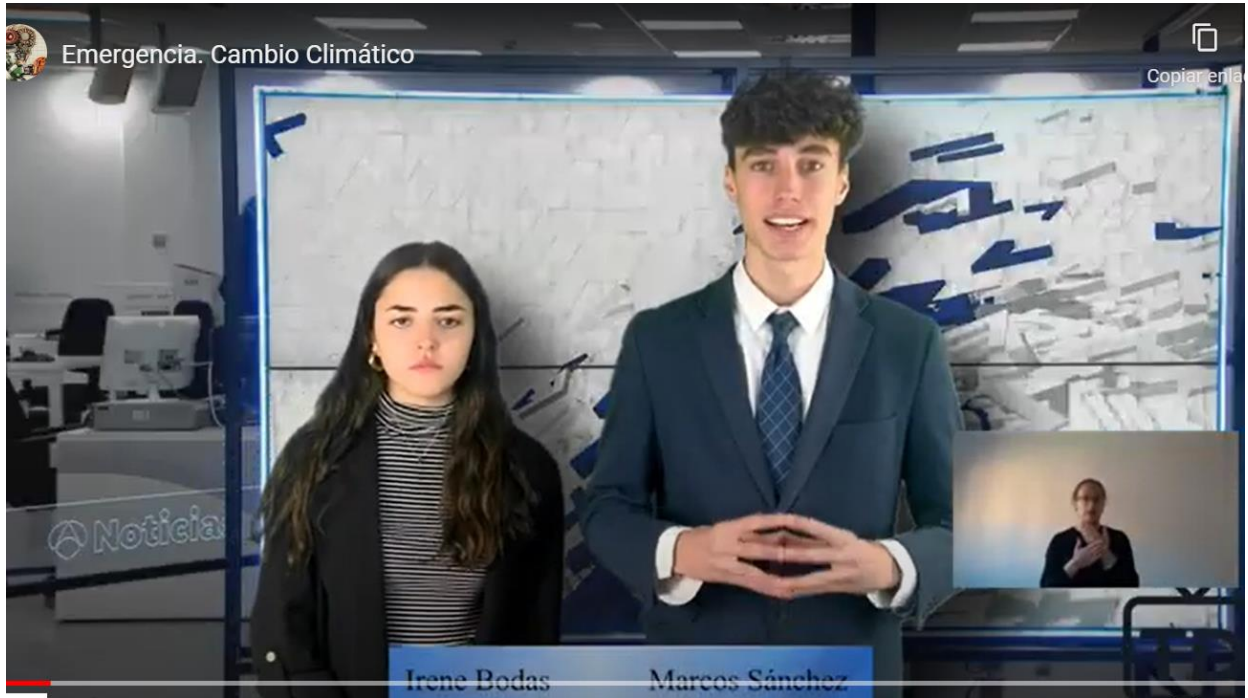 Emergencia. Cambio Climático
Copiar enla
Noticias
Irene Bodas
Marcos Sánchez